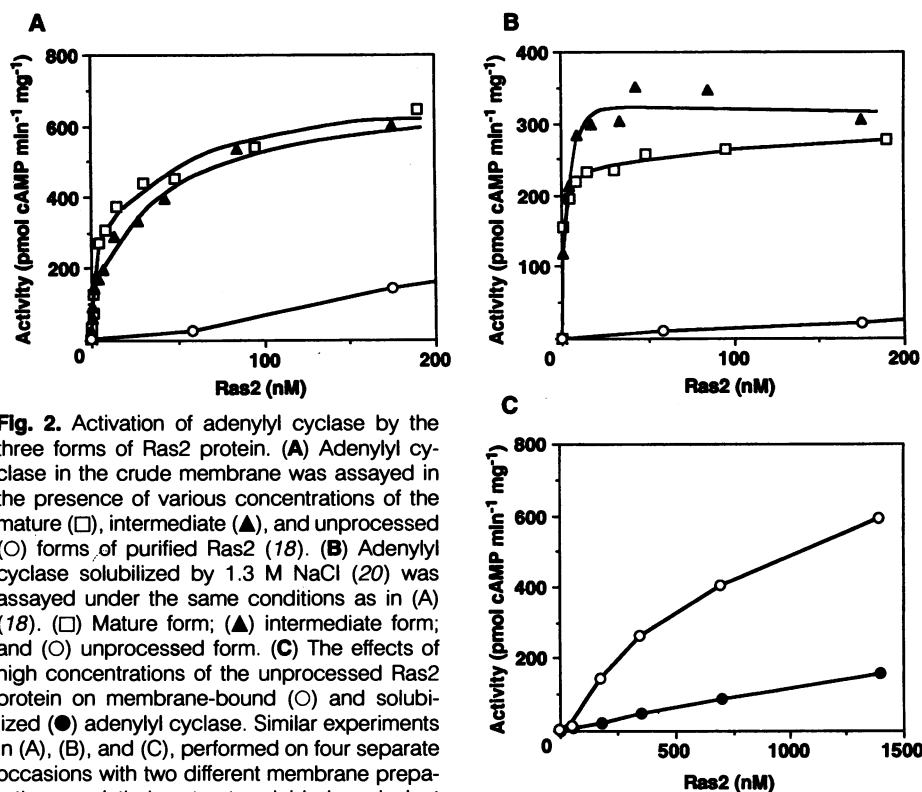 A
800
600
400
200
0
100
200
Activity (pmol cAMP min⁻¹ mg⁻¹)
Ras2 (nM)
B
400
300
200
100
0
100
200
Activity (pmol cAMP min⁻¹ mg⁻¹)
Ras2 (nM)
Fig. 2. Activation of adenylyl cyclase by the
three forms of Ras2 protein. (A) Adenylyl cy-
clase in the crude membrane was assayed in
the presence of various concentrations of the
mature (□), intermediate (▲), and unprocessed
(○) forms of purified Ras2 (18). (B) Adenylyl
cyclase solubilized by 1.3 M NaCl (20) was
assayed under the same conditions as in (A)
(18). (□) Mature form; (▲) intermediate form;
and (○) unprocessed form. (C) The effects of
high concentrations of the unprocessed Ras2
protein on membrane-bound (○) and solubi-
lized (●) adenylyl cyclase. Similar experiments
in (A), (B), and (C), performed on four separate
occasions with two different membrane prepa-
C
800
600
400
200
0
500
1000
1500
Activity (pmol cAMP min⁻¹ mg⁻¹)
Ras2 (nM)